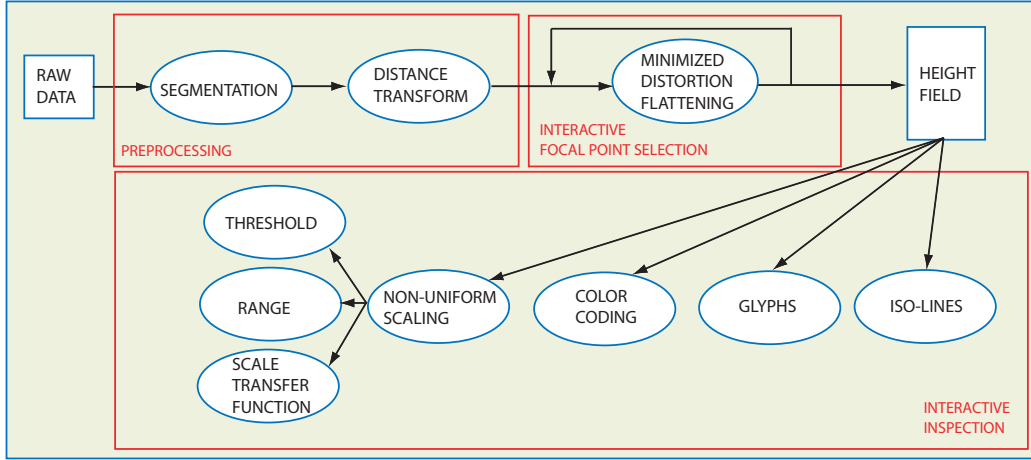 RAW
DATA
SEGMENTATION
DISTANCE
TRANSFORM
PREPROCESSING
MINIMIZED
DISTORTION
FLATTENING
INTERACTIVE
FOCAL POINT SELECTION
HEIGHT
FIELD
THRESHOLD
RANGE
SCALE
TRANSFER
FUNCTION
NON-UNIFORM
SCALING
COLOR
CODING
GLYPHS
ISO-LINES
INTERACTIVE
INSPECTION